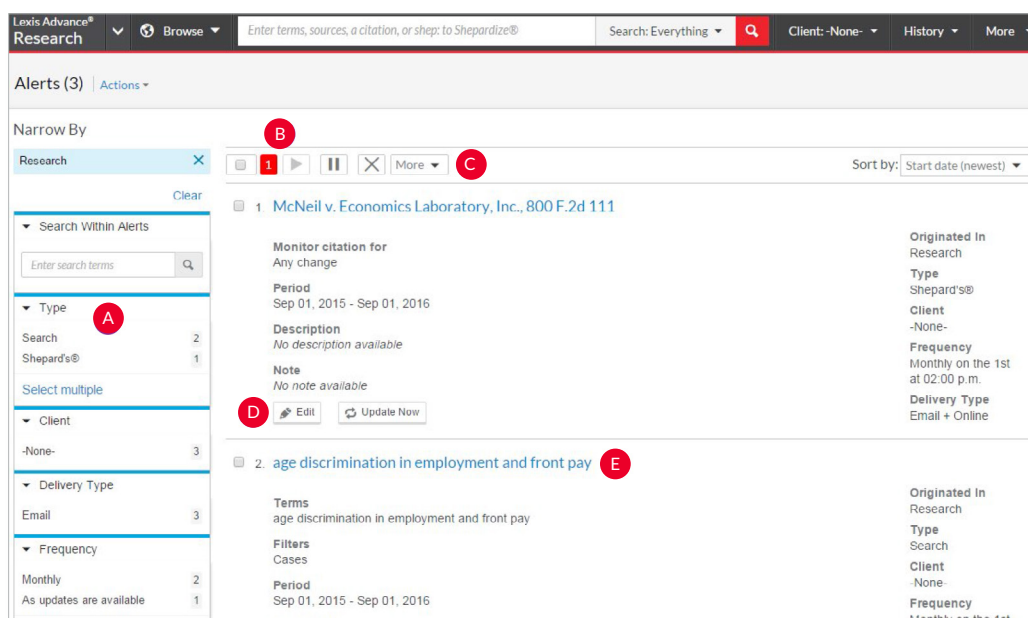 Lexis Advance®
Research
Browse
Enter terms, sources, a citation, or shep: to Shepardize®
Search: Everything
Client: -None-
History
More
Alerts (3)
Actions
Narrow By
B
Research
1
More
C
Sort by:
Start date (newest)
Clear
1 McNeil v. Economics Laboratory, Inc., 800 F.2d 111
Search Within Alerts
Enter search terms
Type
A
Search 2
Shepard's® 1
Select multiple
Client
-None- 3
Delivery Type
Email 3
Frequency
Monthly 2
As updates are available 1
Monitor citation for
Any change
Period
Sep 01, 2015 - Sep 01, 2016
Description
No description available
Note
No note available
D
Edit
Update Now
Originated In
Research
Type
Shepard's®
Client
-None-
Frequency
Monthly on the 1st
at 02:00 p.m.
Delivery Type
Email + Online
2. age discrimination in employment and front pay
E
Terms
age discrimination in employment and front pay
Filters
Cases
Period
Sep 01, 2015 - Sep 01, 2016
Originated In
Research
Type
Search
Client
-None-
Frequency
Monthly on the 1st